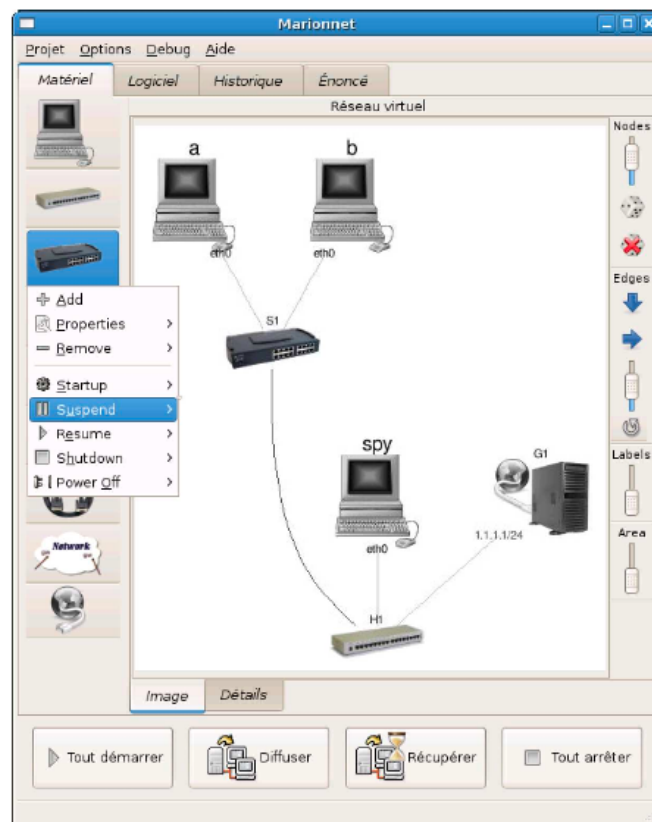 Marionnet
Projet Options Debug Aide
Matériel Logiciel Historique Énoncé
Réseau virtuel
Nodes
Edges
Labels
Area
a
b
eth0
eth0
S1
spy
eth0
G1
1.1.1.1/24
H1
Add
Properties
Remove
Startup
Suspend
Resume
Shutdown
Power Off
Network
Image Détails
Tout démarrer Diffuser Récupérer Tout arrêter